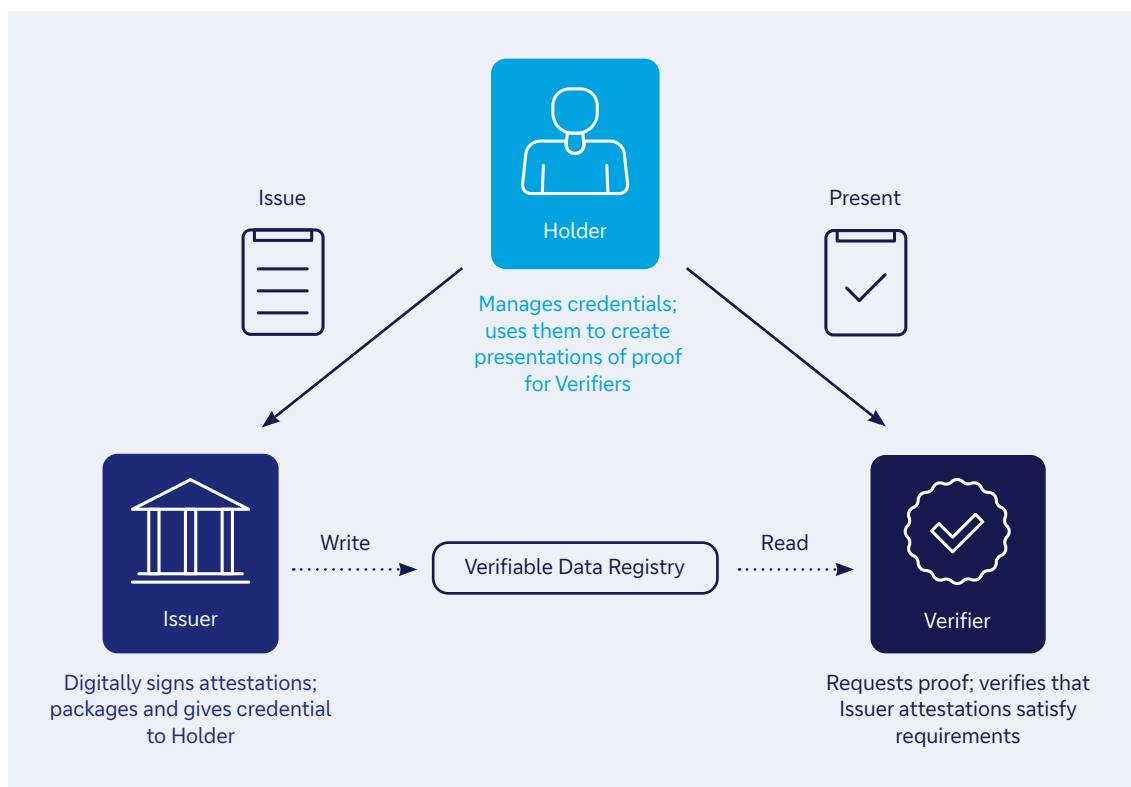 Issue
Present
Holder
Manages credentials;
uses them to create
presentations of proof
for Verifiers
Write
Verifiable Data Registry
Read
Issuer
Verifier
Digitally signs attestations;
packages and gives credential
to Holder
Requests proof; verifies that
Issuer attestations satisfy
requirements